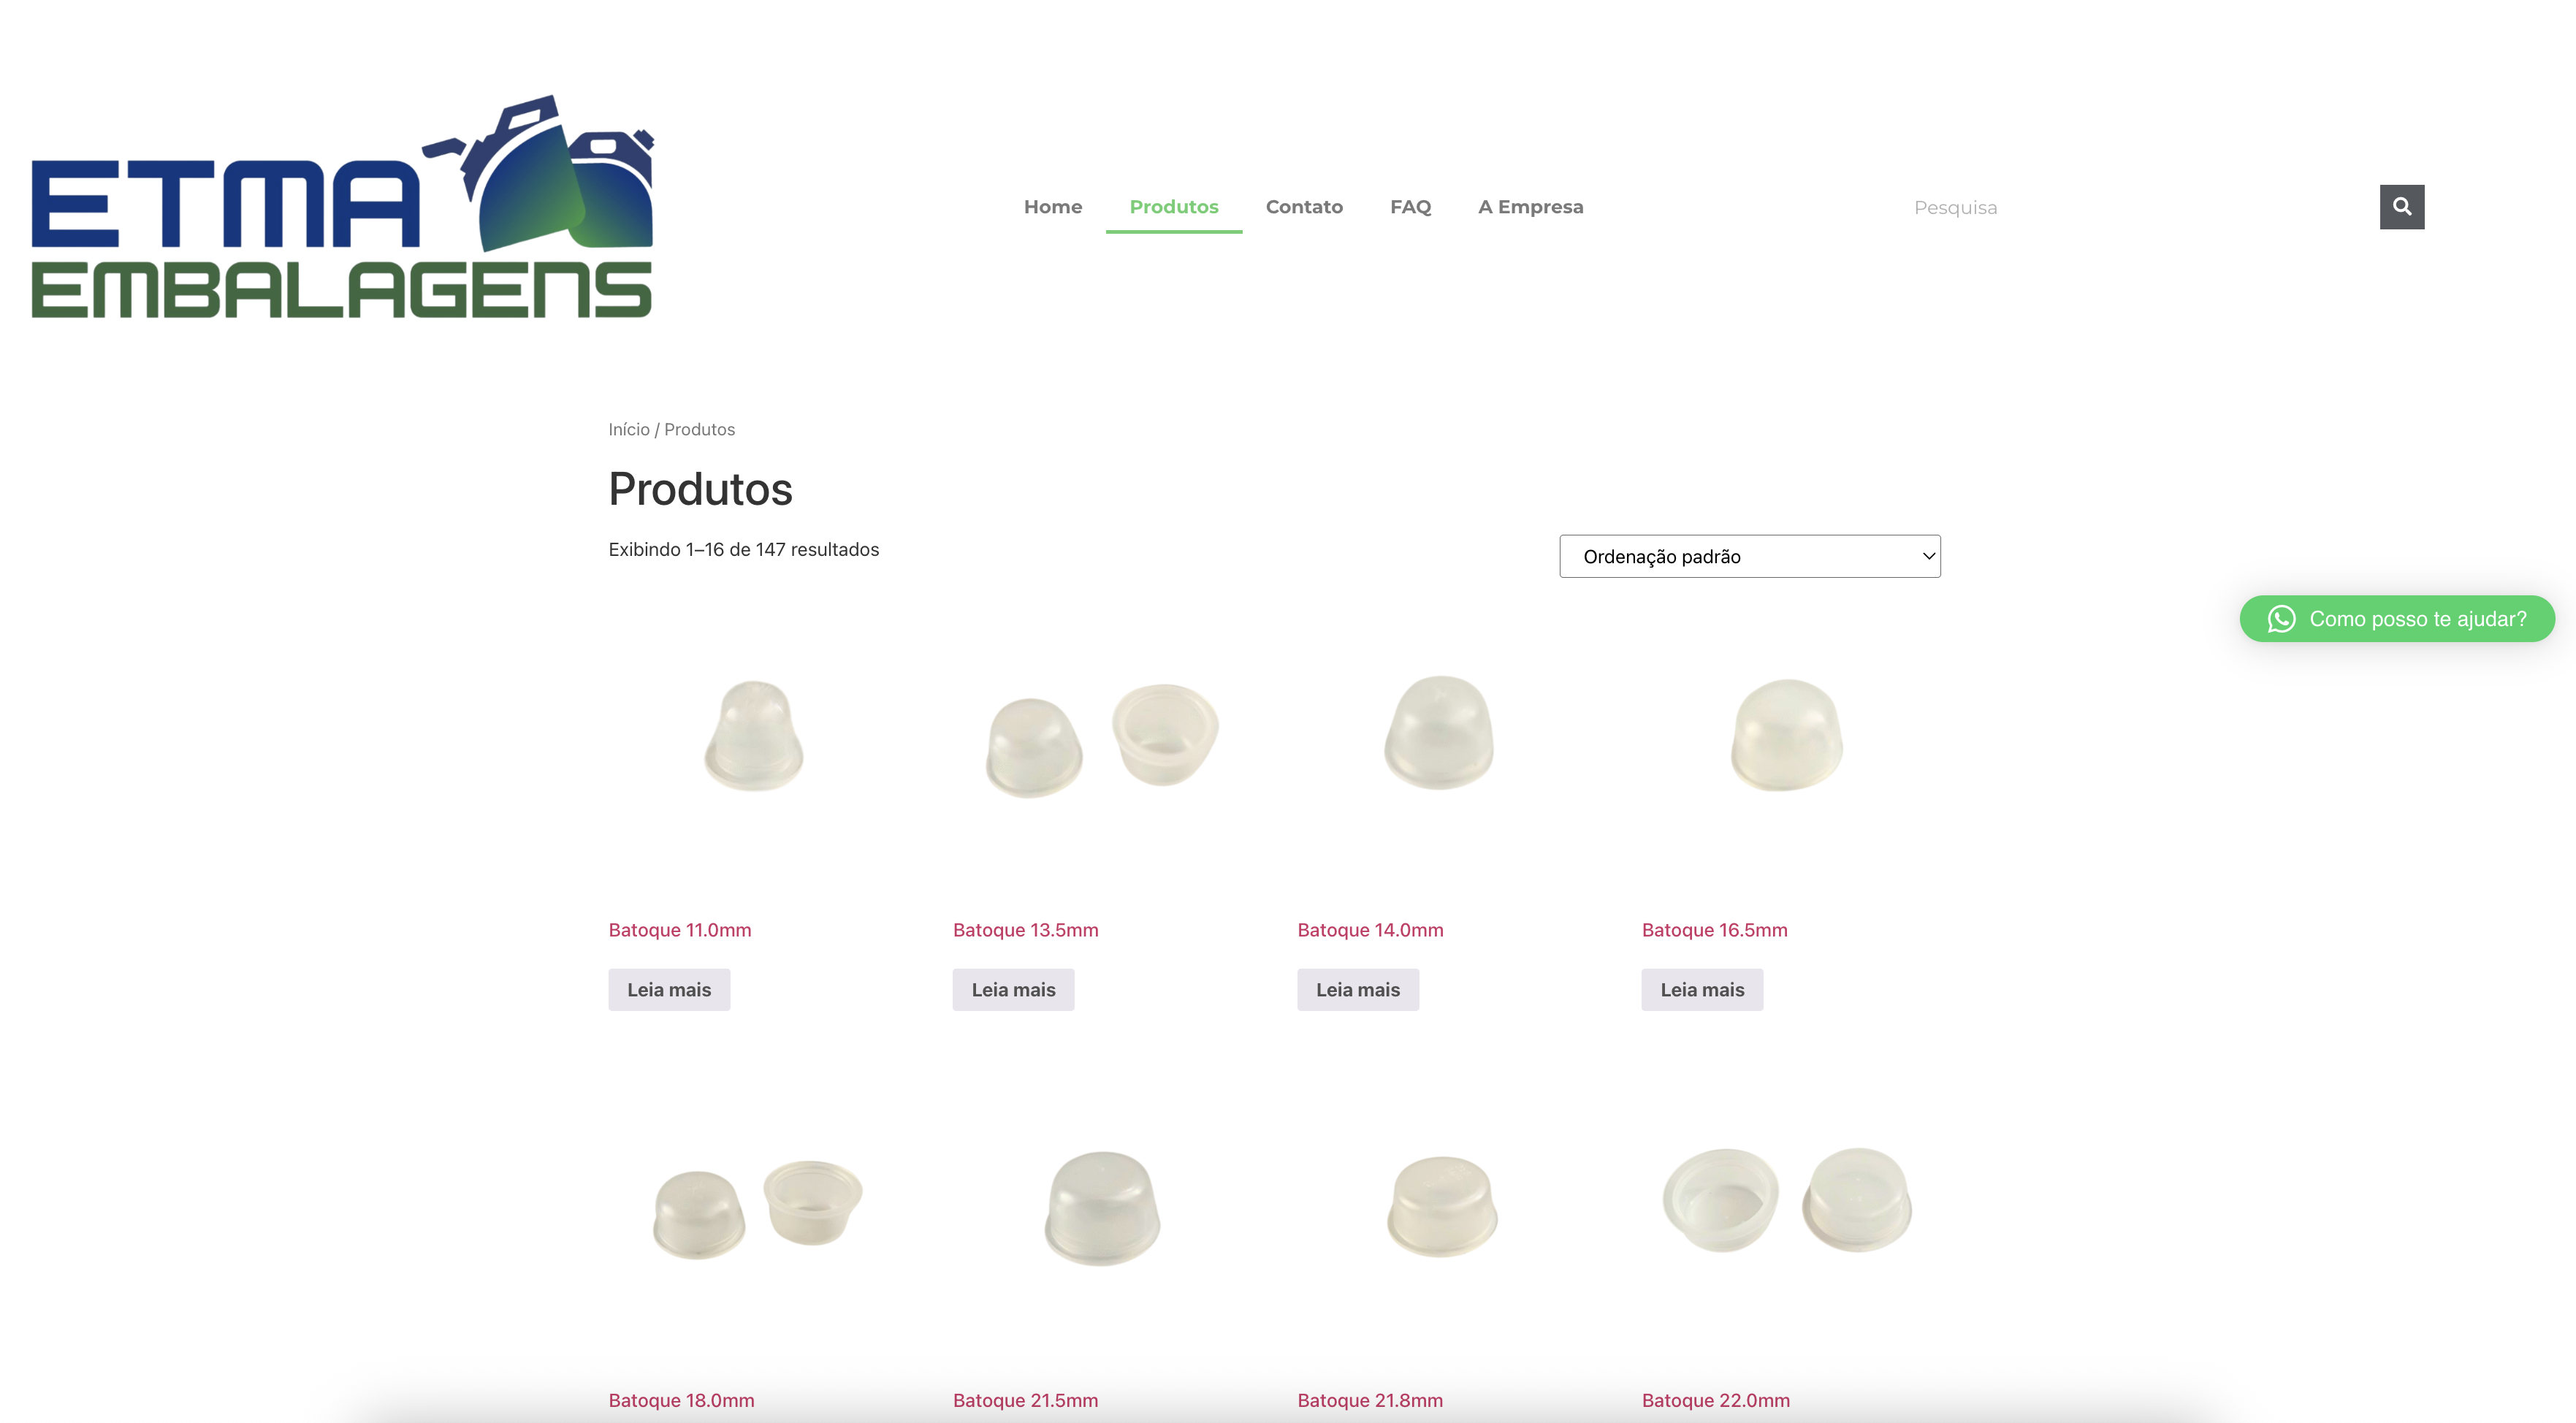 ETMA
EMBALAGENS
Home Produtos Contato FAQ A Empresa Pesquisa
Início / Produtos
Produtos
Exibindo 1–16 de 147 resultados Ordenação padrão
Como posso te ajudar?
Batoque 11.0mm Batoque 13.5mm Batoque 14.0mm Batoque 16.5mm
Leia mais Leia mais Leia mais Leia mais
Batoque 18.0mm Batoque 21.5mm Batoque 21.8mm Batoque 22.0mm